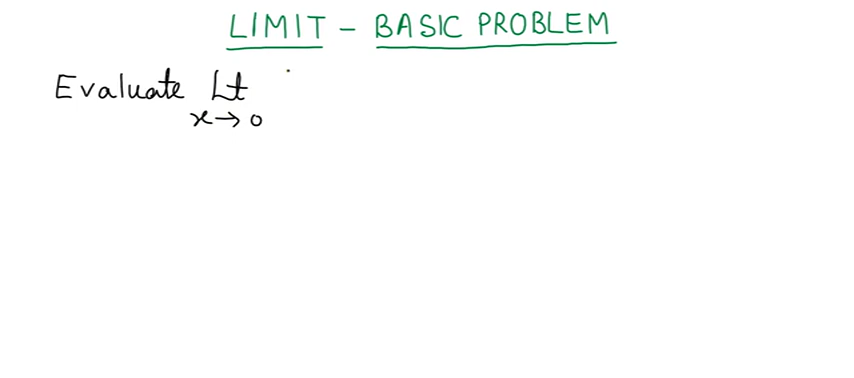 LIMIT - BASIC PROBLEM
Evaluate Lt
x→0